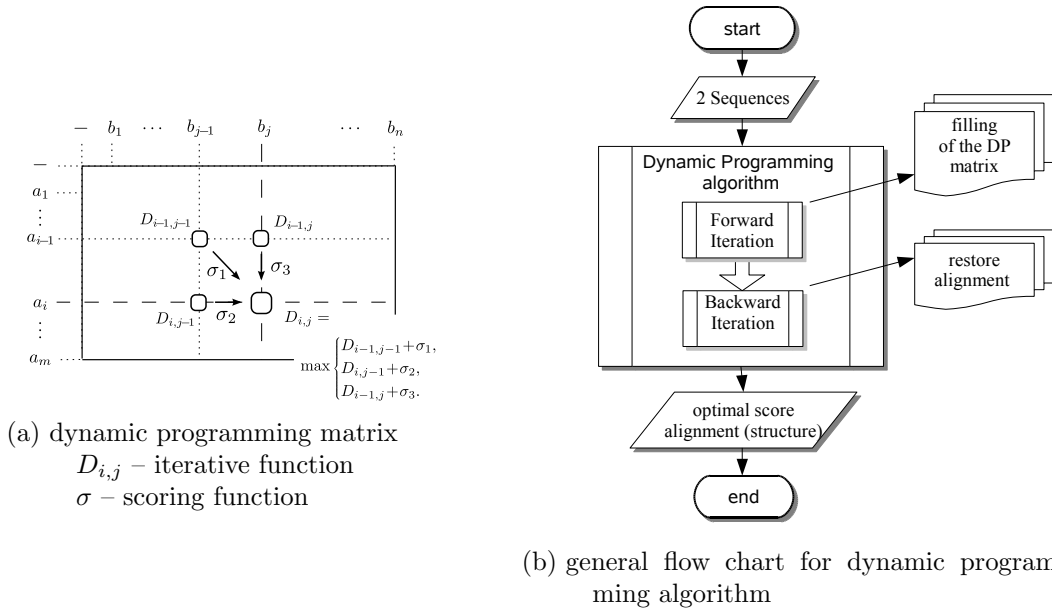 − b₁ ⋯ b_{j−1} b_j ⋯ b_n
−
a₁
⋮
a_{i−1}
a_i
⋮
a_m
D_{i−1,j−1} D_{i−1,j}
σ₁ σ₃
D_{i,j−1} σ₂ D_{i,j} =
max { D_{i−1,j−1}+σ₁,
D_{i,j−1}+σ₂,
D_{i−1,j}+σ₃.
(a) dynamic programming matrix
D_{i,j} – iterative function
σ – scoring function
start
2 Sequences
Dynamic Programming
algorithm
Forward
Iteration
Backward
Iteration
filling
of the DP
matrix
restore
alignment
optimal score
alignment (structure)
end
(b) general flow chart for dynamic program
ming algorithm